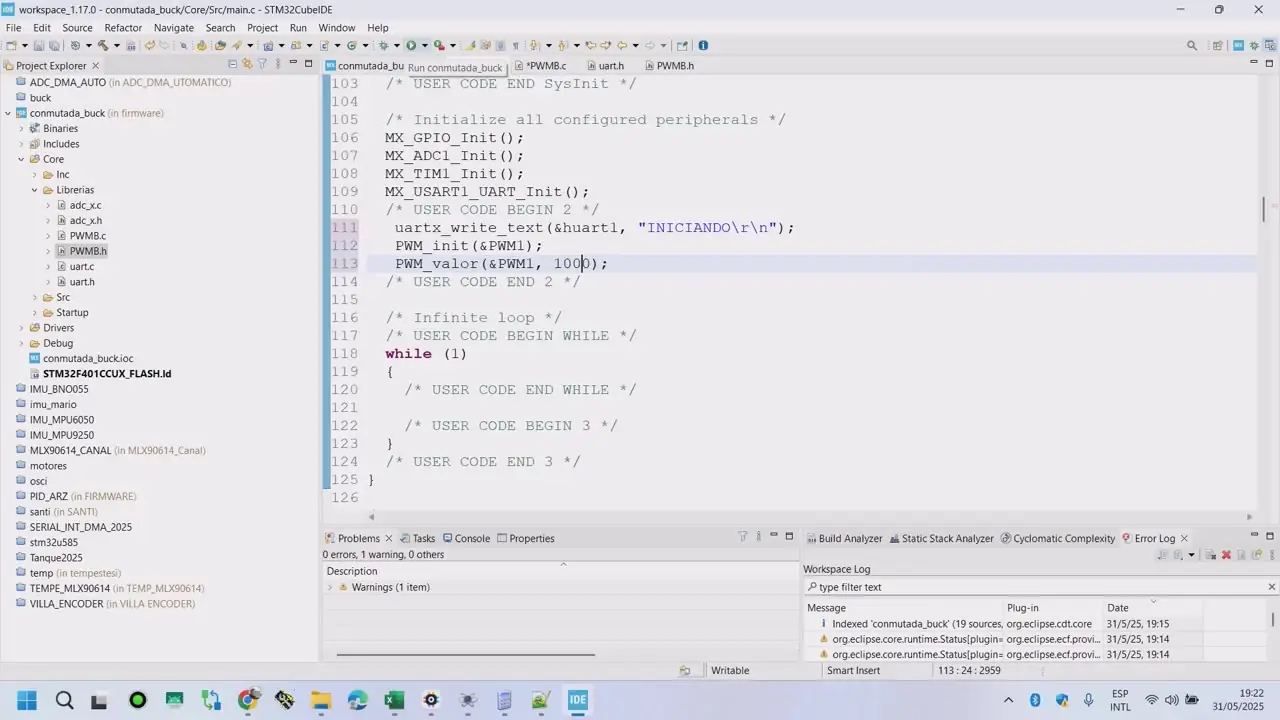 workspace_1.17.0 - conmutada_buck/Core/Src/main.c - STM32CubeIDE
File Edit Source Refactor Navigate Search Project Run Window Help
Project Explorer
conmutada_bu
Run conmutada_buck
*PWMB.c
uart.h
PWMB.h
ADC_DMA_AUTO (in ADC_DMA_UTOMATICO)
buck
conmutada_buck (in firmware)
Binaries
Includes
Core
Inc
Librerias
adc_x.c
adc_x.h
PWMB.c
PWMB.h
uart.c
uart.h
Src
Startup
Drivers
Debug
conmutada_buck.ioc
STM32F401CCUX_FLASH.ld
IMU_BNO055
imu_mario
IMU_MPU6050
IMU_MPU9250
MLX90614_CANAL (in MLX90614_Canal)
motores
osci
PID_ARZ (in FIRMWARE)
santi (in SANTI)
SERIAL_INT_DMA_2025
stm32u585
Tanque2025
temp (in tempestesi)
TEMPE_MLX90614 (in TEMP_MLX90614)
VILLA_ENCODER (in VILLA ENCODER)
103 /* USER CODE END SysInit */
104
105 /* Initialize all configured peripherals */
106 MX_GPIO_Init();
107 MX_ADC1_Init();
108 MX_TIM1_Init();
109 MX_USART1_UART_Init();
110 /* USER CODE BEGIN 2 */
111 uartx_write_text(&huart1, "INICIANDO\r\n");
112 PWM_init(&PWM1);
113 PWM_valor(&PWM1, 1000);
114 /* USER CODE END 2 */
115
116 /* Infinite loop */
117 /* USER CODE BEGIN WHILE */
118 while (1)
119 {
120 /* USER CODE END WHILE */
121
122 /* USER CODE BEGIN 3 */
123 }
124 /* USER CODE END 3 */
125 }
126
Problems Tasks Console Properties
0 errors, 1 warning, 0 others
Description
Warnings (1 item)
Build Analyzer Static Stack Analyzer Cyclomatic Complexity Error Log
Workspace Log
type filter text
Message Plug-in Date
Indexed 'conmutada_buck' (19 sources, org.eclipse.cdt.core 31/5/25, 19:15
org.eclipse.core.runtime.Status[plugin= org.eclipse.ecf.provi... 31/5/25, 19:14
org.eclipse.core.runtime.Status[plugin= org.eclipse.ecf.provi... 31/5/25, 19:14
Writable Smart Insert 113 : 24 : 2959
IDE
ESP
INTL
19:22
31/05/2025